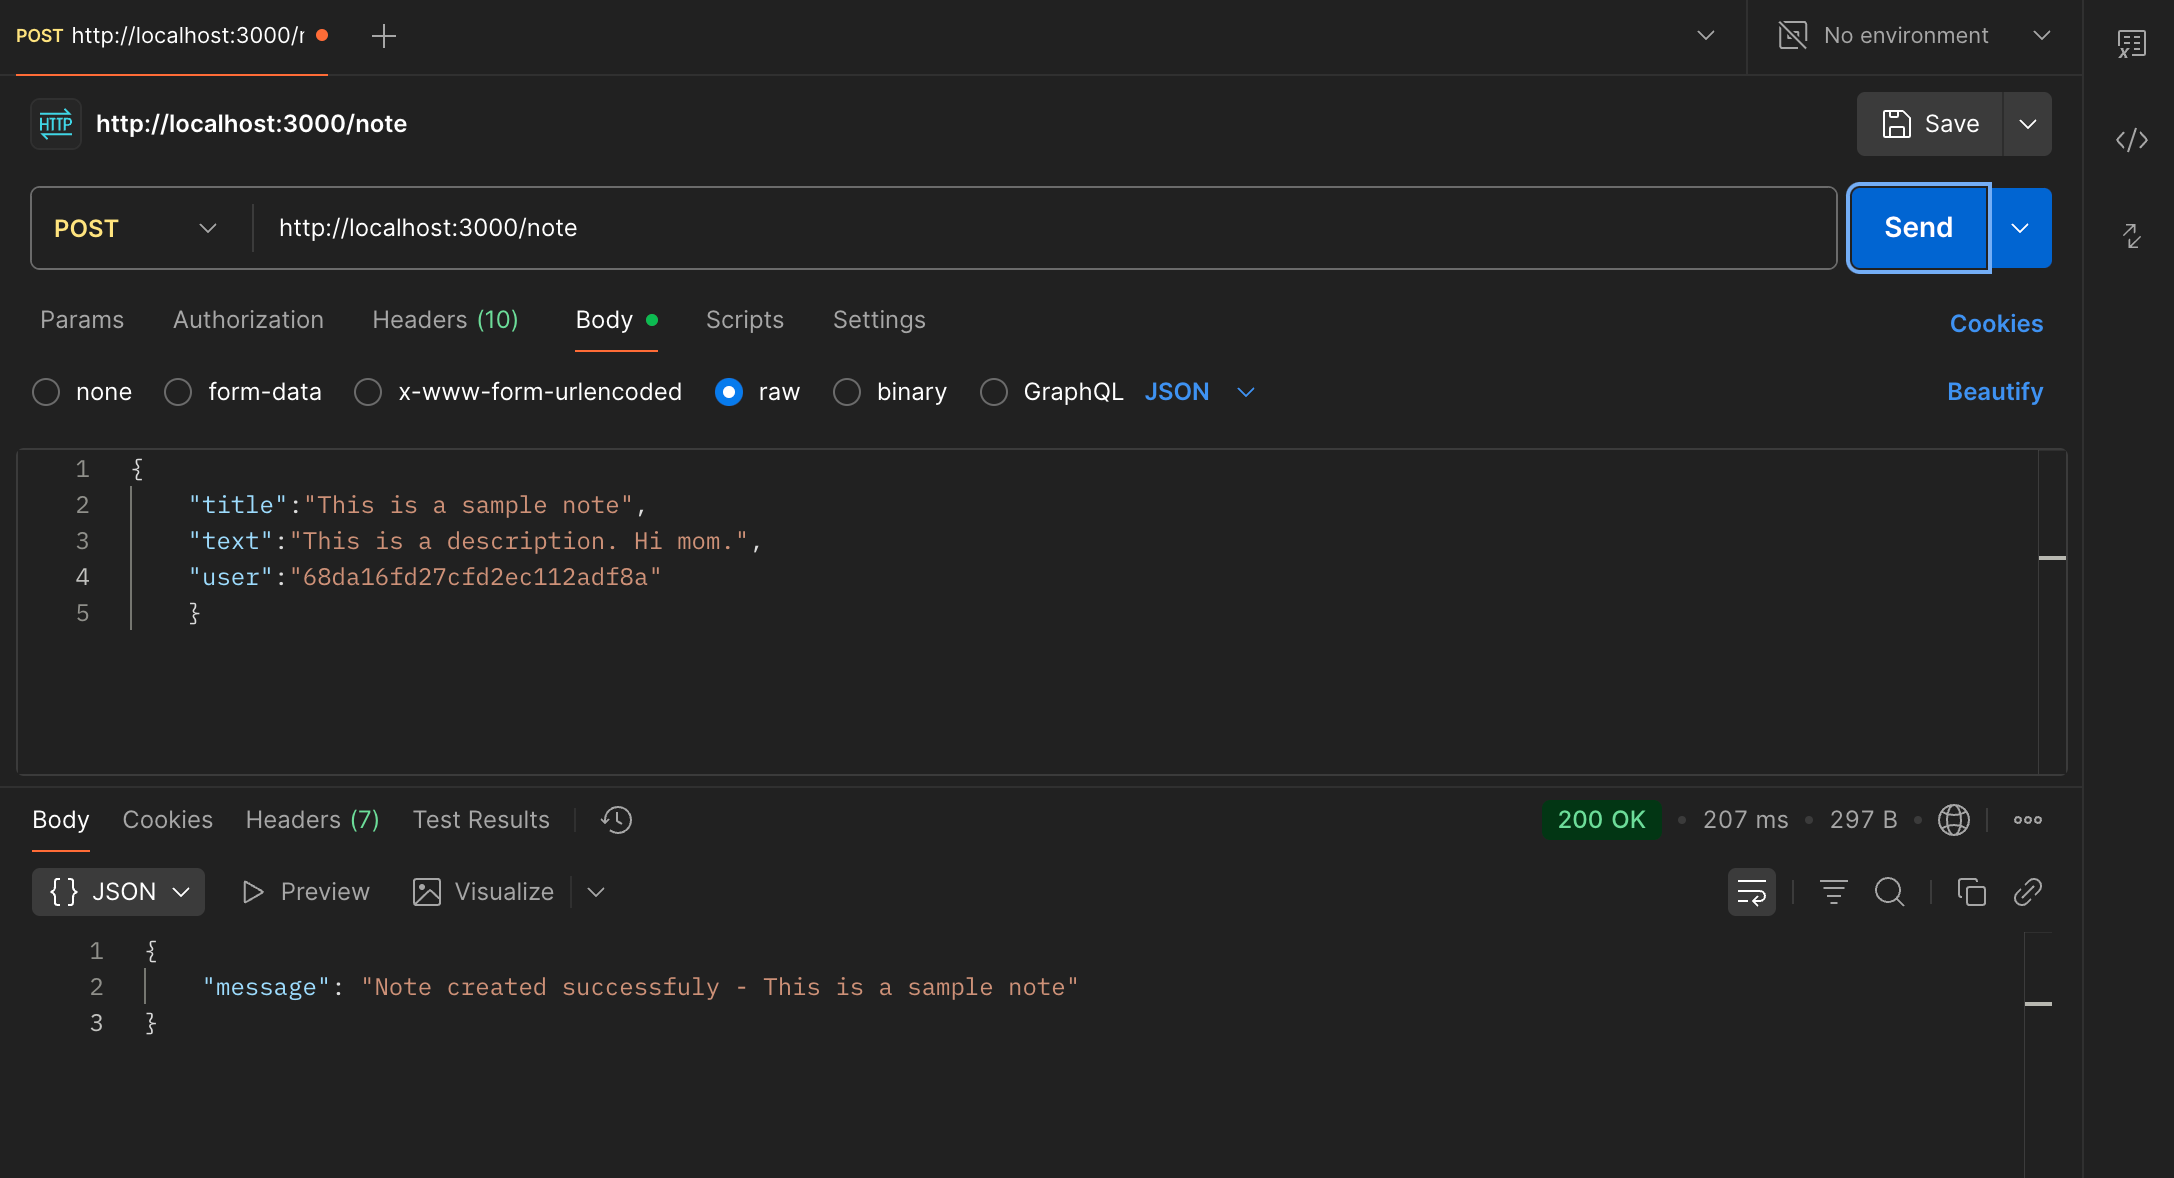 POST http://localhost:3000/r
No environment
HTTP http://localhost:3000/note
Save
POST http://localhost:3000/note
Send
Params Authorization Headers (10) Body Scripts Settings Cookies
none form-data x-www-form-urlencoded raw binary GraphQL JSON Beautify
1 {
2 "title":"This is a sample note",
3 "text":"This is a description. Hi mom.",
4 "user":"68da16fd27cfd2ec112adf8a"
5 }
Body Cookies Headers (7) Test Results 200 OK • 207 ms • 297 B •
{} JSON Preview Visualize
1 {
2 "message": "Note created successfuly - This is a sample note"
3 }